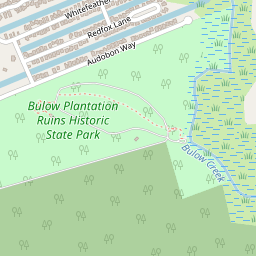 Whitefeather
Redfox Lane
Audobon Way
Bulow Plantation
Ruins Historic
State Park
Bulow Creek